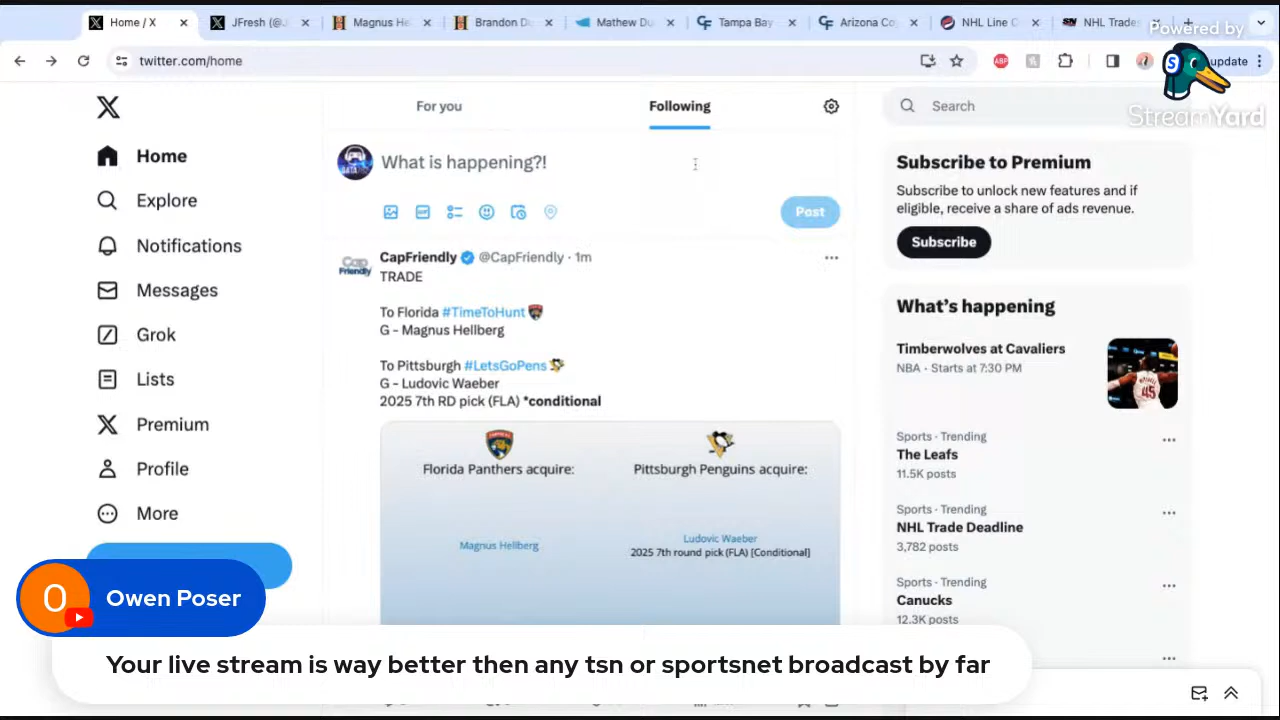 Home / X
JFresh (@J
Magnus He
Brandon D
Mathew Du
Tampa Bay
Arizona Co
NHL Line C
NHL Trade
Powered by
StreamYard
twitter.com/home
ABP
update
Home
Explore
Notifications
Messages
Grok
Lists
Premium
Profile
More
For you
Following
What is happening?!
GIF
Post
CapFriendly @CapFriendly · 1m
TRADE
To Florida #TimeToHunt
G - Magnus Hellberg
To Pittsburgh #LetsGoPens
G - Ludovic Waeber
2025 7th RD pick (FLA) *conditional
Florida Panthers acquire:
Magnus Hellberg
Pittsburgh Penguins acquire:
Ludovic Waeber
2025 7th round pick (FLA) [Conditional]
Search
Subscribe to Premium
Subscribe to unlock new features and if
eligible, receive a share of ads revenue.
Subscribe
What's happening
Timberwolves at Cavaliers
NBA · Starts at 7:30 PM
Sports · Trending
The Leafs
11.5K posts
Sports · Trending
NHL Trade Deadline
3,782 posts
Sports · Trending
Canucks
12.3K posts
O
Owen Poser
Your live stream is way better then any tsn or sportsnet broadcast by far